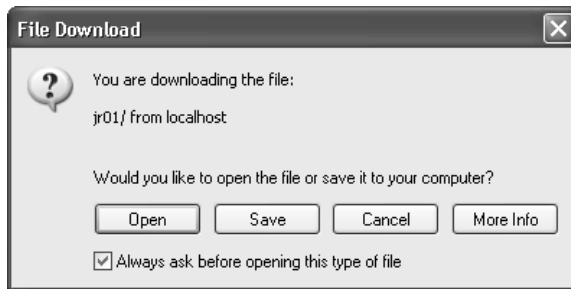 File Download
You are downloading the file:
jr01/ from localhost
Would you like to open the file or save it to your computer?
Open Save Cancel More Info
Always ask before opening this type of file